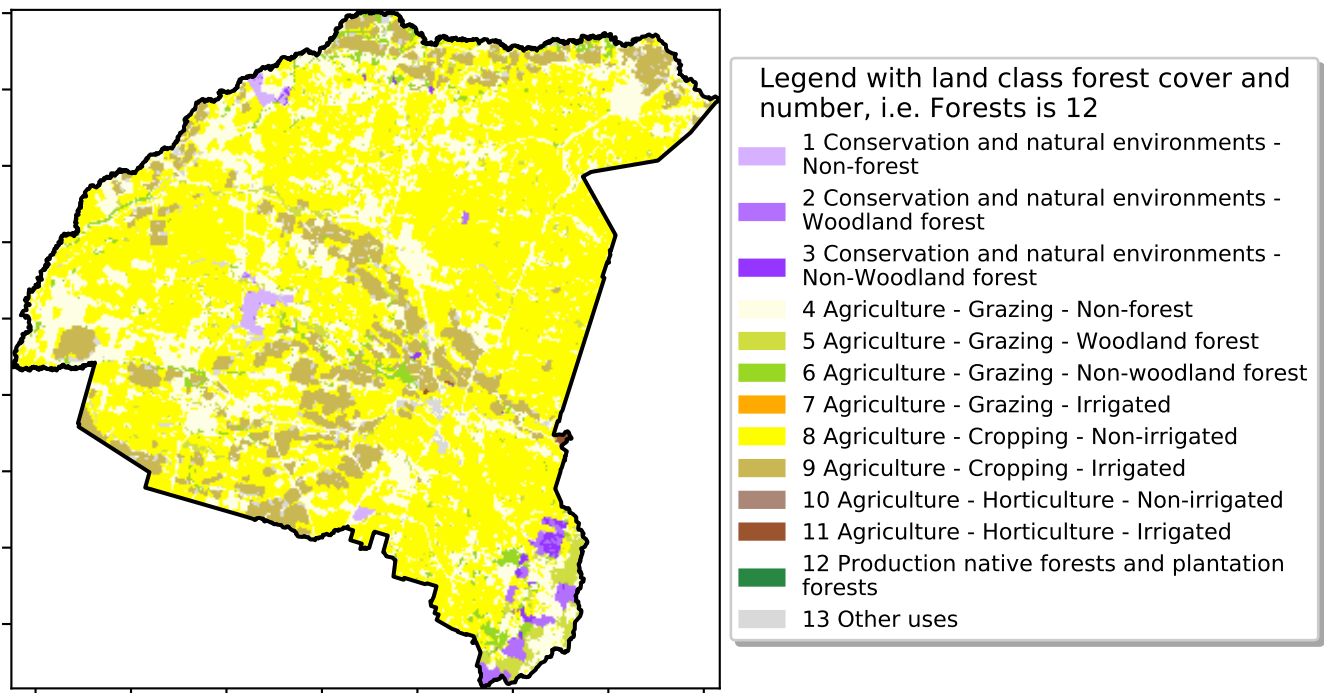 Legend with land class forest cover and
number, i.e. Forests is 12
1 Conservation and natural environments -
Non-forest
2 Conservation and natural environments -
Woodland forest
3 Conservation and natural environments -
Non-Woodland forest
4 Agriculture - Grazing - Non-forest
5 Agriculture - Grazing - Woodland forest
6 Agriculture - Grazing - Non-woodland forest
7 Agriculture - Grazing - Irrigated
8 Agriculture - Cropping - Non-irrigated
9 Agriculture - Cropping - Irrigated
10 Agriculture - Horticulture - Non-irrigated
11 Agriculture - Horticulture - Irrigated
12 Production native forests and plantation
forests
13 Other uses